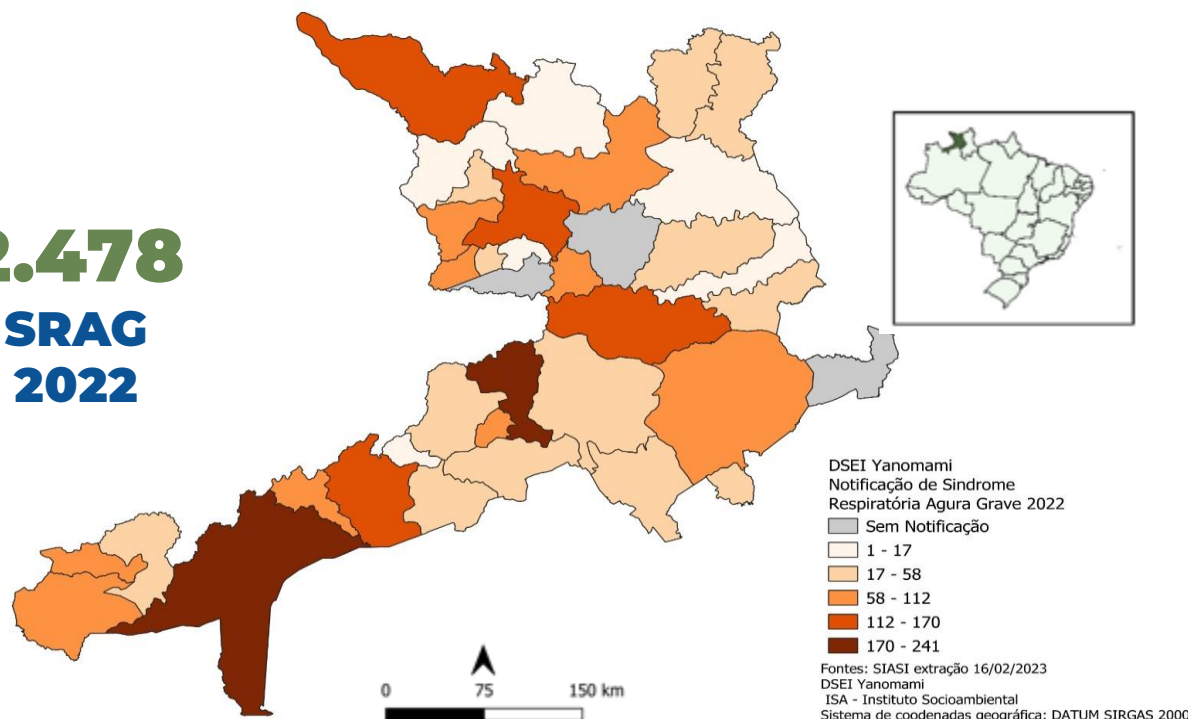 2.478
SRAG
2022
DSEI Yanomami
Notificação de Sindrome
Respiratória Agura Grave 2022
Sem Notificação
1 - 17
17 - 58
58 - 112
112 - 170
170 - 241
Fontes: SIASI extração 16/02/2023
DSEI Yanomami
ISA - Instituto Socioambiental
Sistema de coodenadas geográfica: DATUM SIRGAS 2000
0 75 150 km